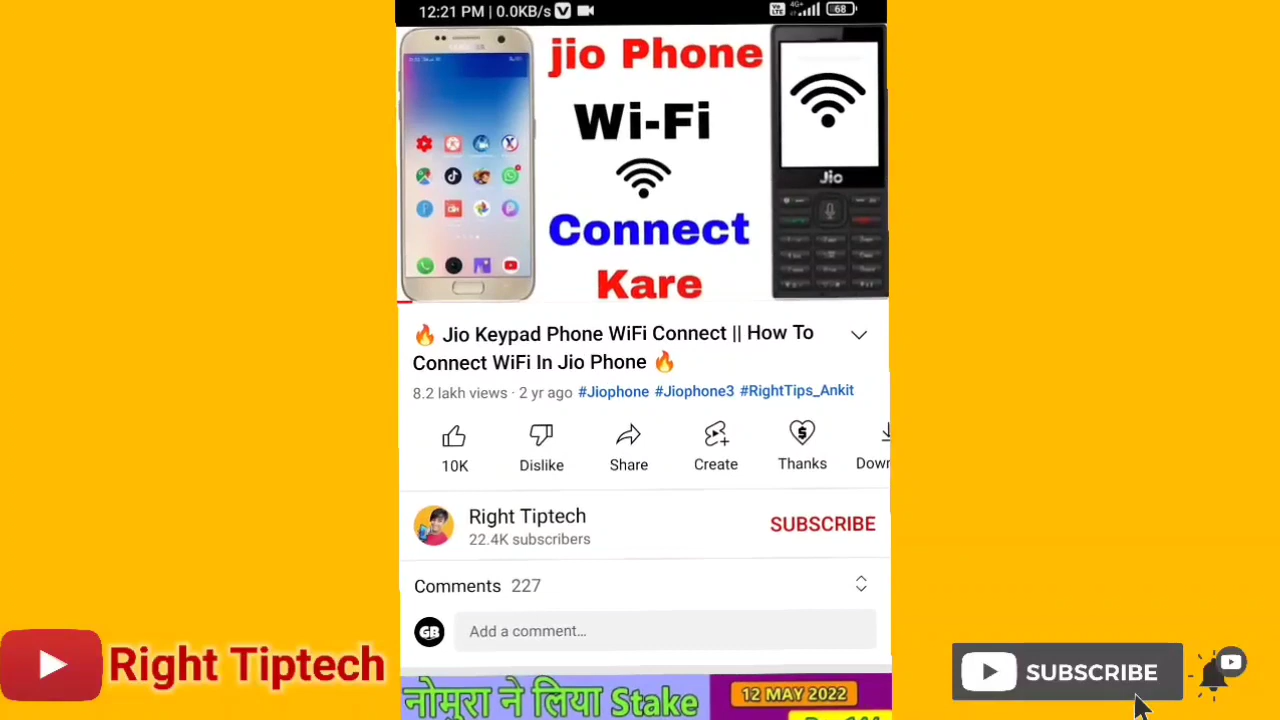 12:21 PM | 0.0KB/s
4G+
68
jio Phone
Wi-Fi
Connect
Kare
Jio
🔥 Jio Keypad Phone WiFi Connect || How To
Connect WiFi In Jio Phone 🔥
8.2 lakh views · 2 yr ago #Jiophone #Jiophone3 #RightTips_Ankit
10K Dislike Share Create Thanks Down
Right Tiptech
22.4K subscribers
SUBSCRIBE
Comments 227
GB
Add a comment...
Right Tiptech
SUBSCRIBE
नोमुरा ने लिया Stake
12 MAY 2022